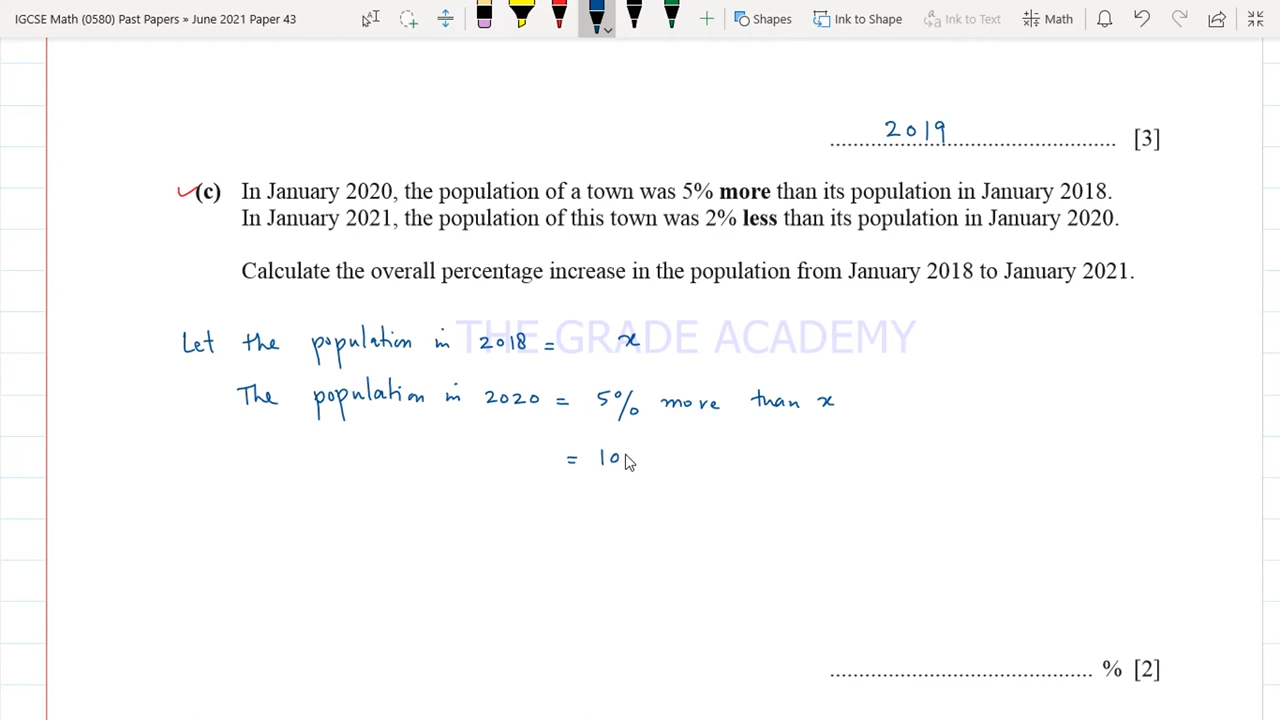 IGCSE Math (0580) Past Papers » June 2021 Paper 43
Shapes
Ink to Shape
Ink to Text
Math
2019
[3]
(c) In January 2020, the population of a town was 5% more than its population in January 2018.
In January 2021, the population of this town was 2% less than its population in January 2020.
Calculate the overall percentage increase in the population from January 2018 to January 2021.
THE GRADE ACADEMY
Let the population in 2018 = x
The population in 2020 = 5% more than x
= 10
% [2]